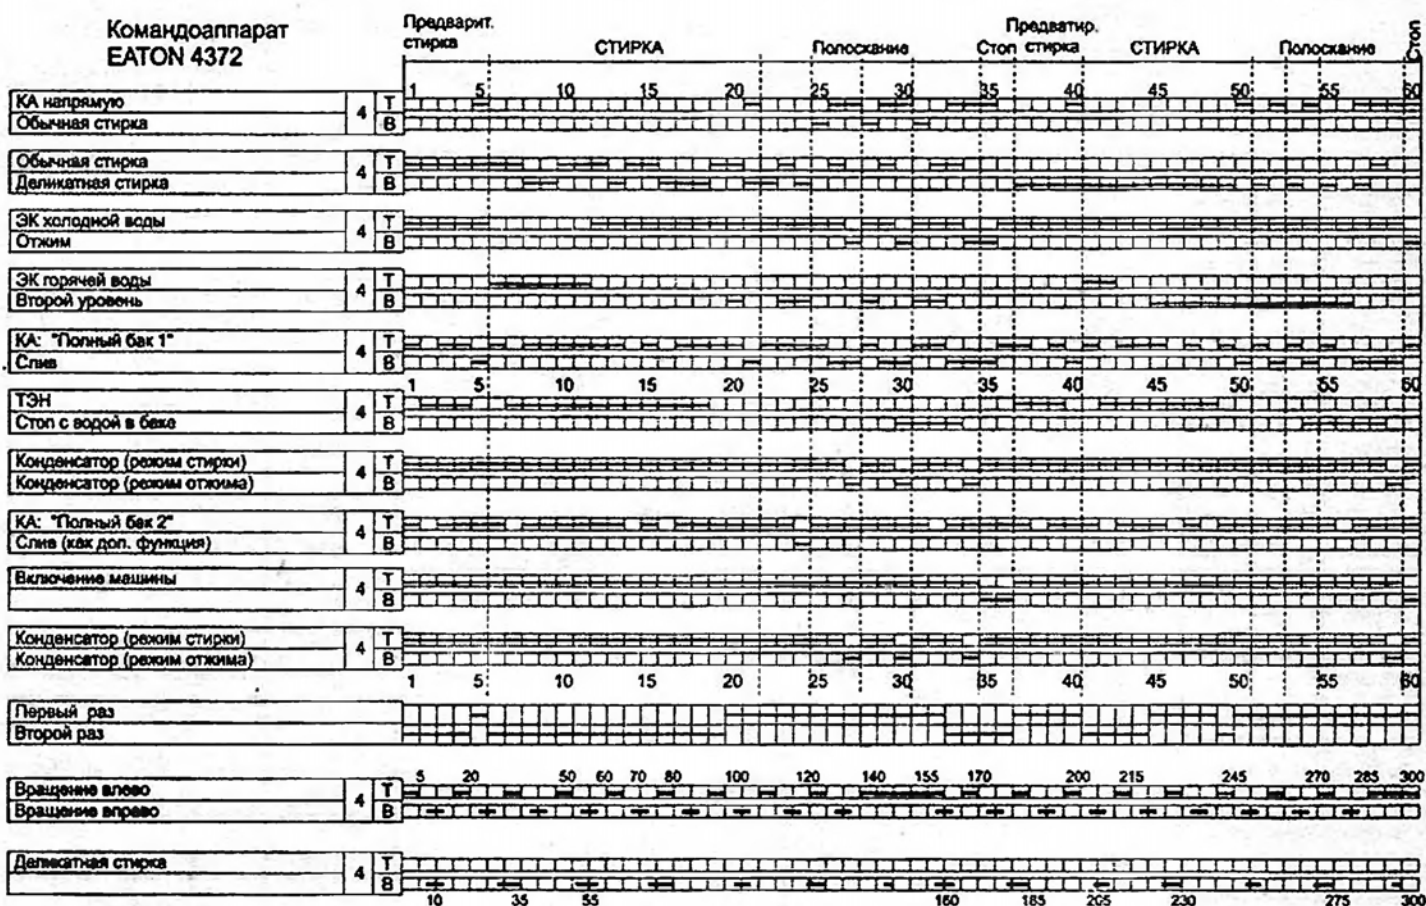 Командоаппарат
EATON 4372
Предварит.
стирка
СТИРКА
Полоскание
Стоп
Предватир.
стирка
СТИРКА
Полоскание
Стоп
1 5 10 15 20 25 30 35 40 45 50 55 60
КА напрямую 4 Т
Обычная стирка В
Обычная стирка 4 Т
Деликатная стирка В
ЭК холодной воды 4 Т
Отжим В
ЭК горячей воды 4 Т
Второй уровень В
КА: "Полный бак 1" 4 Т
Слив В
1 5 10 15 20 25 30 35 40 45 50 55 60
ТЭН 4 Т
Стоп с водой в баке В
Конденсатор (режим стирки) 4 Т
Конденсатор (режим отжима) В
КА: "Полный бак 2" 4 Т
Слив (как доп. функция) В
Включение машины 4 Т
В
Конденсатор (режим стирки) 4 Т
Конденсатор (режим отжима) В
1 5 10 15 20 25 30 35 40 45 50 55 60
Первый раз
Второй раз
5 20 50 60 70 80 100 120 140 155 170 200 215 245 270 285 300
Вращение влево 4 Т
Вращение вправо В
Деликатная стирка 4 Т
В
10 35 55 160 185 205 230 275 300